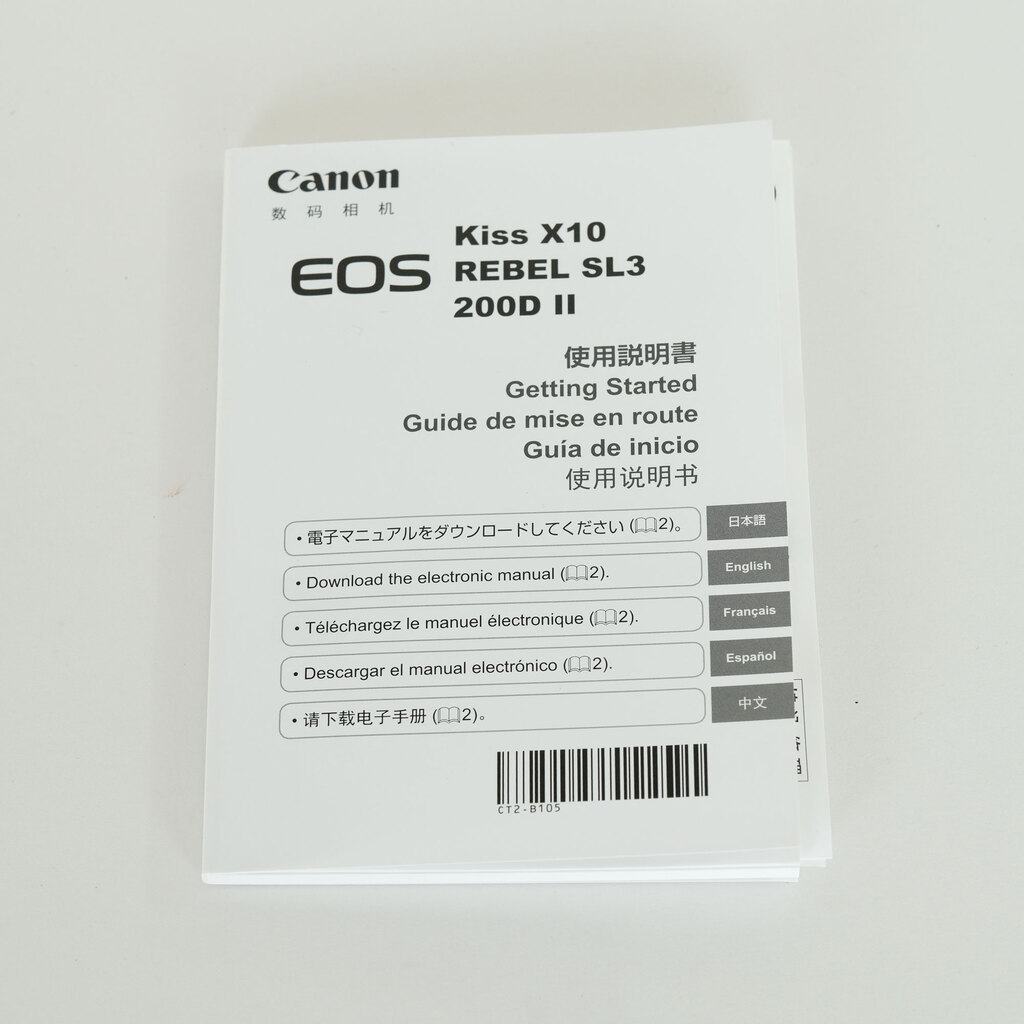 Canon
数 码 相 机
EOS
Kiss X10
REBEL SL3
200D II
使用説明書
Getting Started
Guide de mise en route
Guía de inicio
使用说明书
• 電子マニュアルをダウンロードしてください (2)。 日本語
• Download the electronic manual (2). English
• Téléchargez le manuel électronique (2). Français
• Descargar el manual electrónico (2). Español
• 请下载电子手册 (2)。 中文
CT2-B105